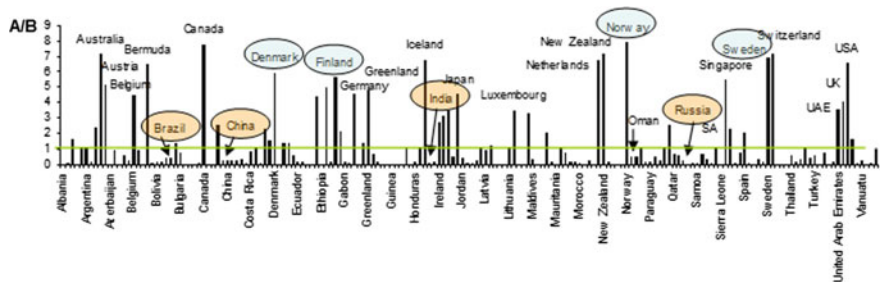 A/B
9
8
7
6
5
4
3
2
1
0
Australia
Austria
Belgium
Bermuda
Brazil
Canada
China
Denmark
Finland
Germany
Greenland
Iceland
India
Japan
Luxembourg
Netherlands
New Zealand
Norway
Oman
Russia
SA
Singapore
Sweden
Switzerland
UAE
UK
USA
Albania
Argentina
Azerbaijan
Belgium
Bolivia
Bulgaria
Canada
China
Costa Rica
Denmark
Ecuador
Ethiopia
Gabon
Greenland
Guinea
Honduras
Ireland
Jordan
Latvia
Lithuania
Maldives
Mauritania
Morocco
New Zealand
Norway
Paraguay
Qatar
Samoa
Sierra Leone
Spain
Sweden
Thailand
Turkey
United Arab Emirates
Vanuatu